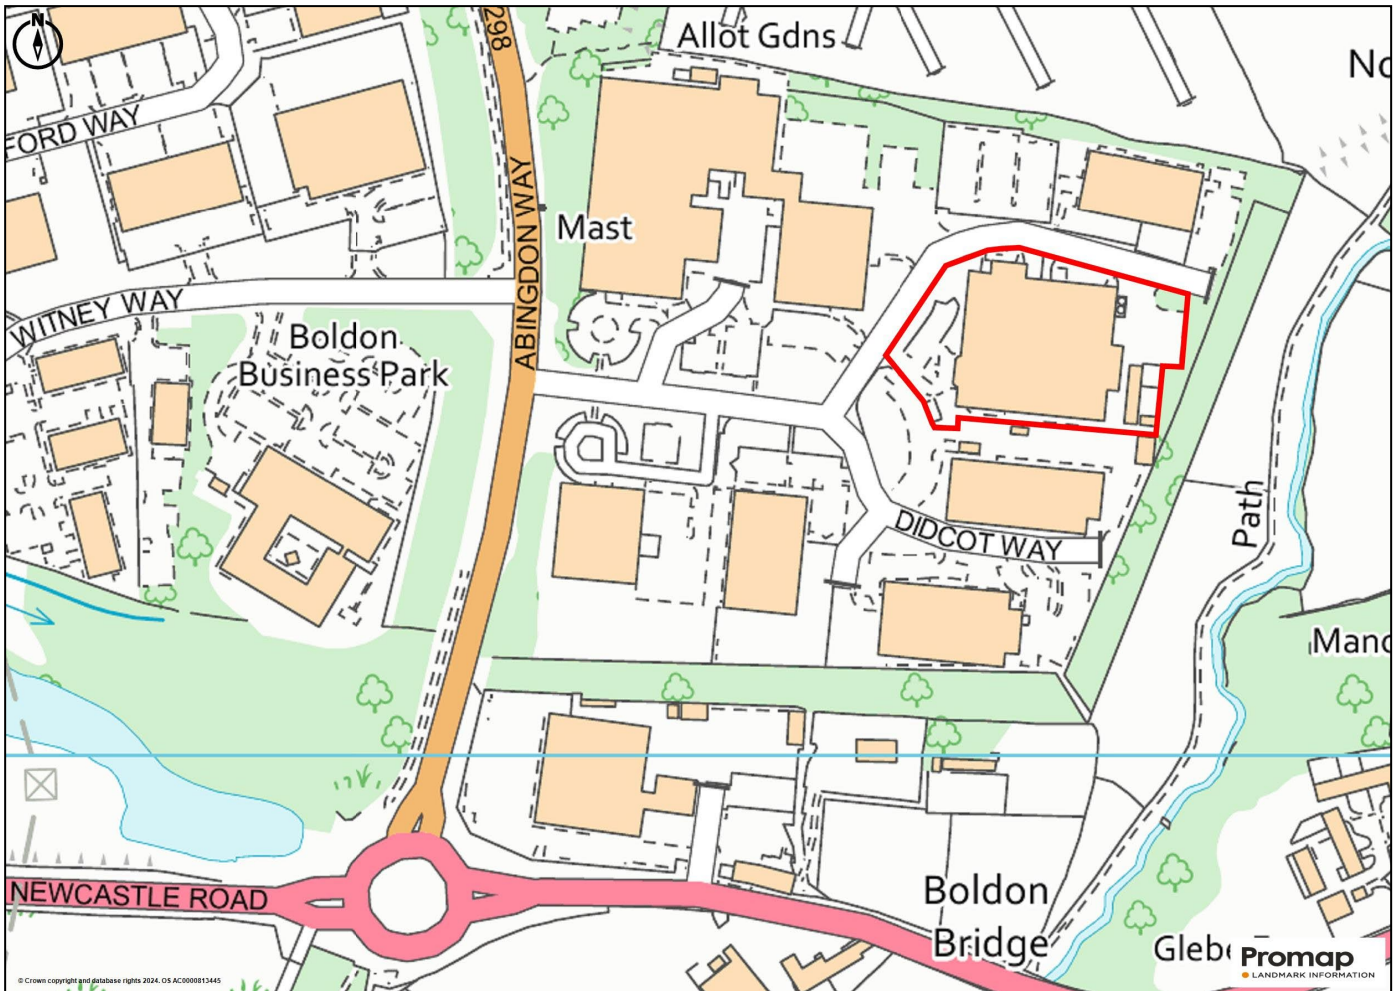 N
298
Allot Gdns
No
FORD WAY
Mast
ABINGDON WAY
WITNEY WAY
Boldon
Business Park
Path
DIDCOT WAY
NEWCASTLE ROAD
Boldon
Bridge
Glebe
Promap
LANDMARK INFORMATION
© Crown copyright and database rights 2024. OS AC0000813445